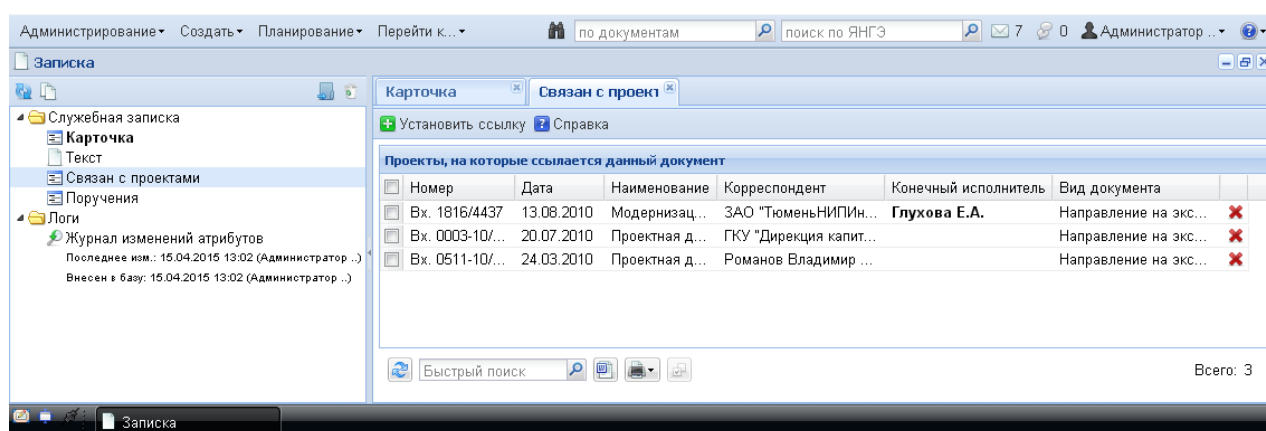 Администрирование Создать Планирование Перейти к... по документам поиск по ЯНГЭ 7 0 Администратор ..
Записка
Карточка Связан с проект
Служебная записка
Установить ссылку Справка
Карточка
Текст
Проекты, на которые ссылается данный документ
Связан с проектами
Номер Дата Наименование Корреспондент Конечный исполнитель Вид документа
Поручения
Вх. 1816/4437 13.08.2010 Модернизац... ЗАО "ТюменьНИПИн... Глухова Е.А. Направление на экс...
Логи
Журнал изменений атрибутов
Вх. 0003-10/... 20.07.2010 Проектная д... ГКУ "Дирекция капит... Направление на экс...
Последнее изм.: 15.04.2015 13:02 (Администратор ..)
Вх. 0511-10/... 24.03.2010 Проектная д... Романов Владимир ... Направление на экс...
Внесен в базу: 15.04.2015 13:02 (Администратор ..)
Быстрый поиск Всего: 3
Записка